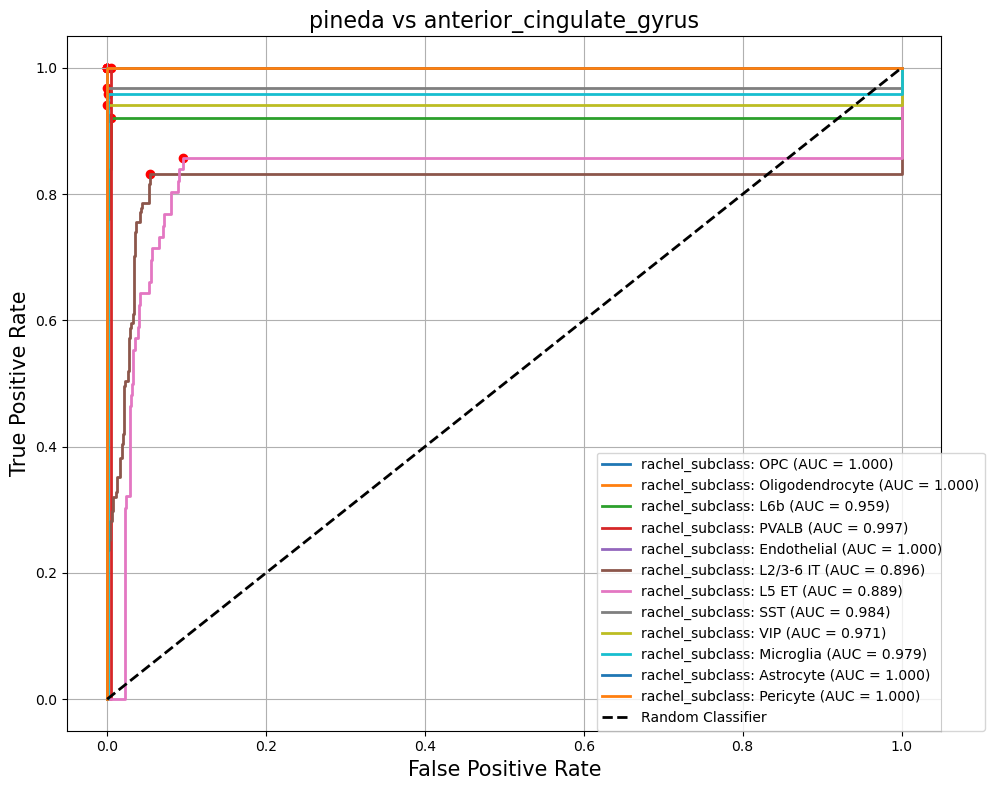 pineda vs anterior_cingulate_gyrus
True Positive Rate
1.0
0.8
0.6
0.4
0.2
0.0
rachel_subclass: OPC (AUC = 1.000)
rachel_subclass: Oligodendrocyte (AUC = 1.000)
rachel_subclass: L6b (AUC = 0.959)
rachel_subclass: PVALB (AUC = 0.997)
rachel_subclass: Endothelial (AUC = 1.000)
rachel_subclass: L2/3-6 IT (AUC = 0.896)
rachel_subclass: L5 ET (AUC = 0.889)
rachel_subclass: SST (AUC = 0.984)
rachel_subclass: VIP (AUC = 0.971)
rachel_subclass: Microglia (AUC = 0.979)
rachel_subclass: Astrocyte (AUC = 1.000)
rachel_subclass: Pericyte (AUC = 1.000)
Random Classifier
0.0 0.2 0.4 0.6 0.8 1.0
False Positive Rate